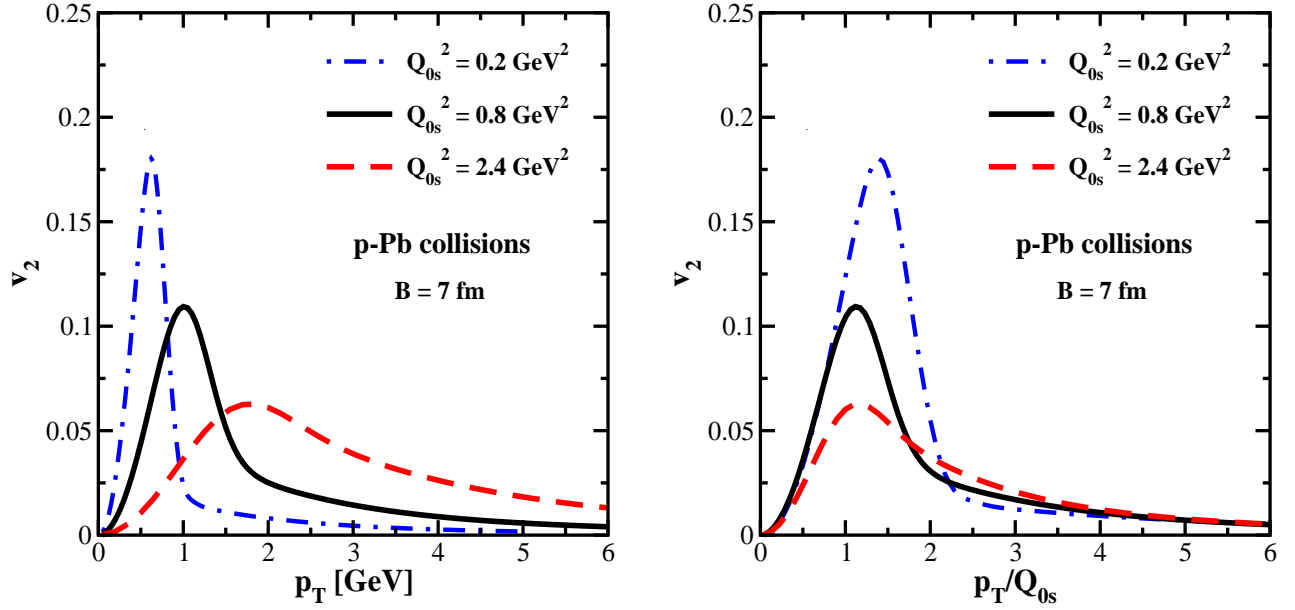 0.25
0.2
0.15
0.1
0.05
0
v₂
Q₀ₛ² = 0.2 GeV²
Q₀ₛ² = 0.8 GeV²
Q₀ₛ² = 2.4 GeV²
p-Pb collisions
B = 7 fm
0 1 2 3 4 5 6
p_T [GeV]
0.25
0.2
0.15
0.1
0.05
0
v₂
Q₀ₛ² = 0.2 GeV²
Q₀ₛ² = 0.8 GeV²
Q₀ₛ² = 2.4 GeV²
p-Pb collisions
B = 7 fm
0 1 2 3 4 5 6
p_T/Q₀ₛ